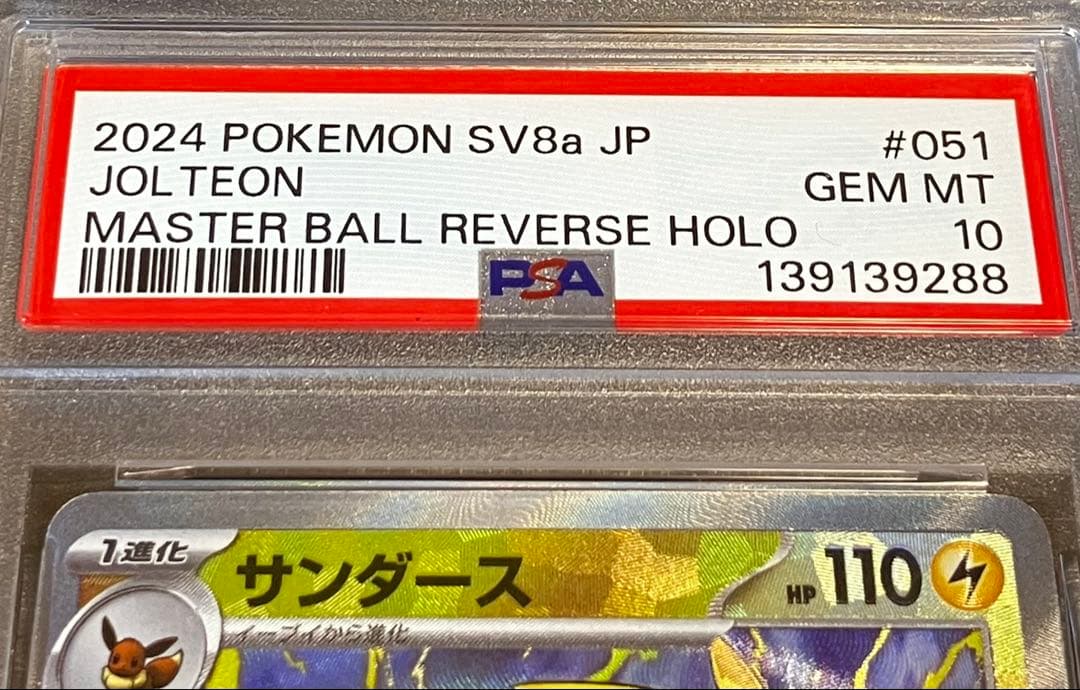 2024 POKEMON SV8a JP #051
JOLTEON GEM MT
MASTER BALL REVERSE HOLO 10
PSA 139139288
1進化 サンダース HP 110
イーブイから進化